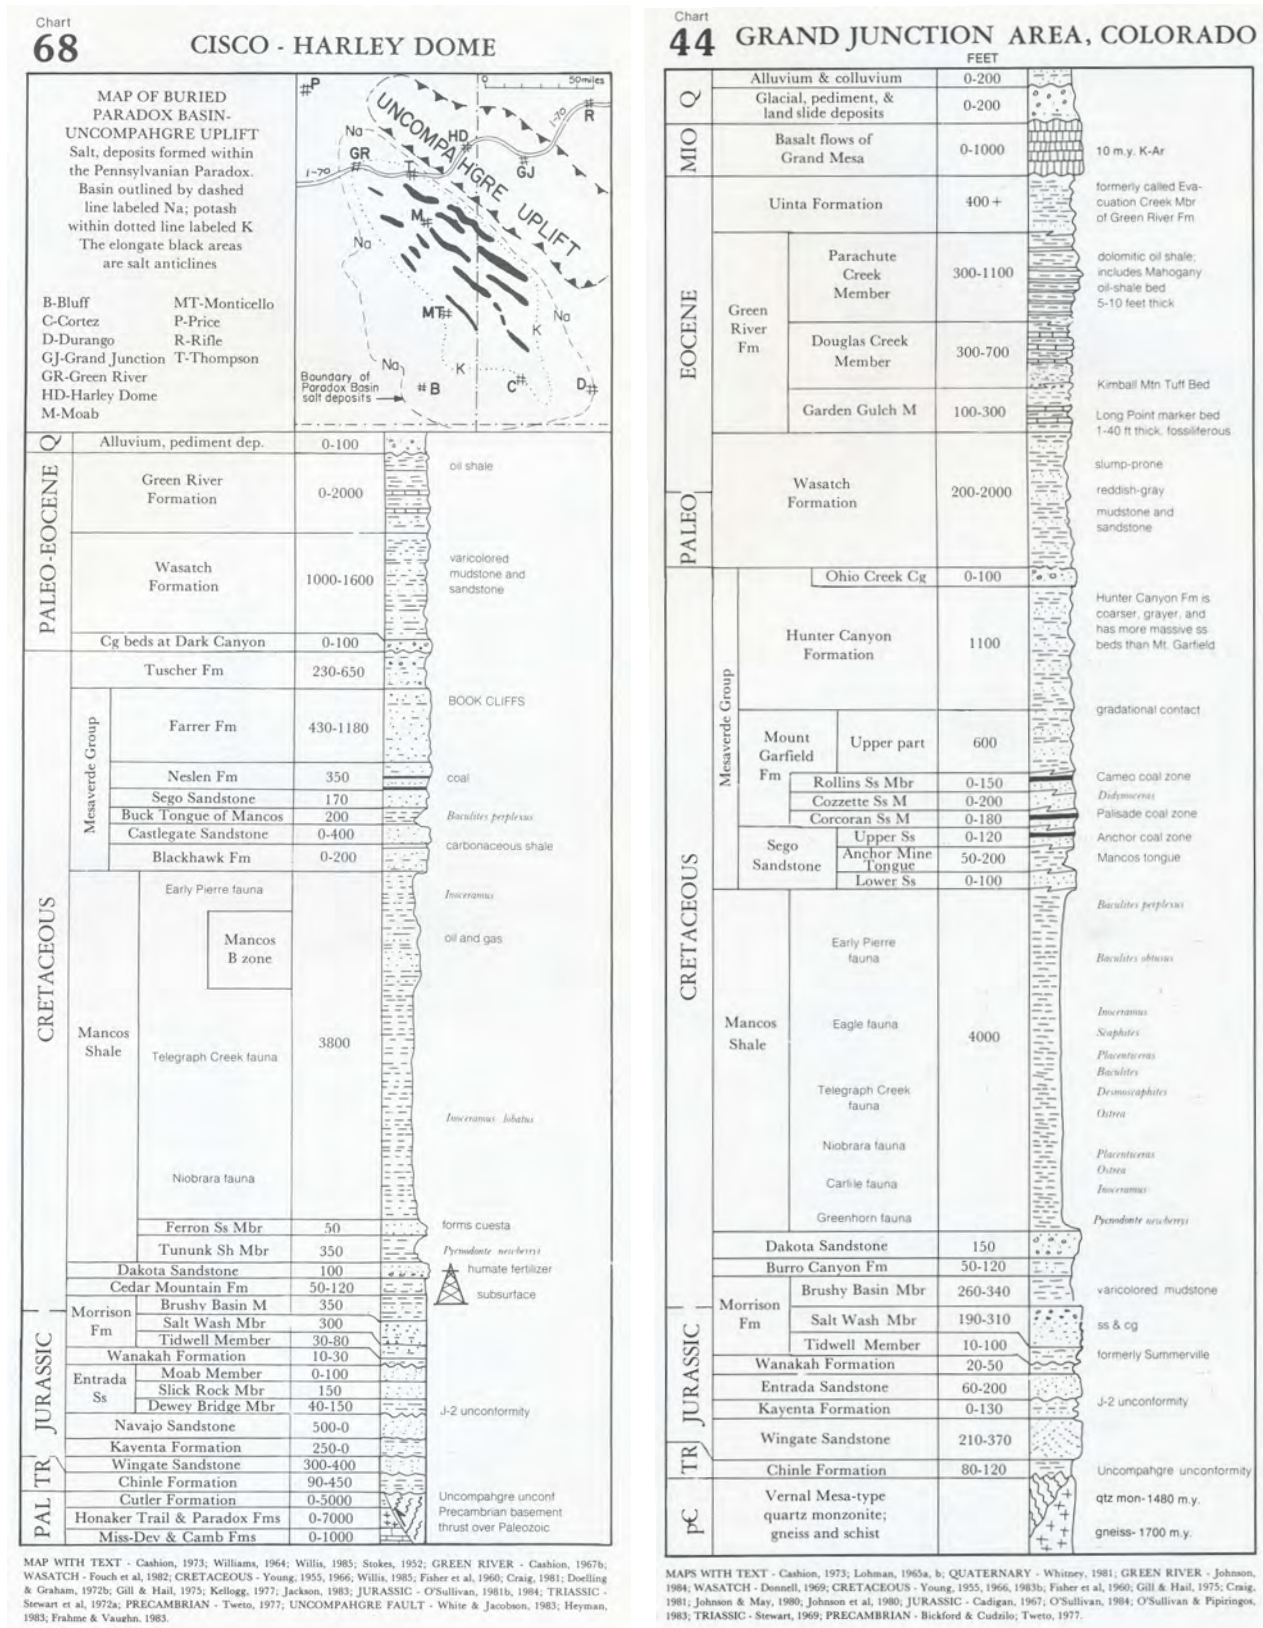 Chart
68
CISCO - HARLEY DOME
MAP OF BURIED
PARADOX BASIN-
UNCOMPAHGRE UPLIFT
Salt, deposits formed within
the Pennsylvanian Paradox.
Basin outlined by dashed
line labeled Na; potash
within dotted line labeled K
The elongate black areas
are salt anticlines
B-Bluff MT-Monticello
C-Cortez P-Price
D-Durango R-Rifle
GJ-Grand Junction T-Thompson
GR-Green River
HD-Harley Dome
M-Moab
P
0 50miles
UNCOMPAHGRE UPLIFT
I-70
R
Na
HD
GR
T
GJ
I-70
M
Na
MT
Na
K
Na
K
Boundary of
Paradox Basin
salt deposits
B
C
D
Q
Alluvium, pediment dep. 0-100
PALEO-EOCENE
Green River
Formation
0-2000
oil shale
Wasatch
Formation
1000-1600
varicolored
mudstone and
sandstone
Cg beds at Dark Canyon 0-100
CRETACEOUS
Tuscher Fm 230-650
Mesaverde Group
Farrer Fm 430-1180
BOOK CLIFFS
Neslen Fm 350 coal
Sego Sandstone 170
Buck Tongue of Mancos 200 Baculites perplexus
Castlegate Sandstone 0-400
carbonaceous shale
Blackhawk Fm 0-200
Mancos
Shale
3800
Early Pierre fauna
Inoceramus
Mancos
B zone
oil and gas
Telegraph Creek fauna
Inoceramus lobatus
Niobrara fauna
Ferron Ss Mbr 50 forms cuesta
Tununk Sh Mbr 350 Pycnodonte newberryi
Dakota Sandstone 100 humate fertilizer
Cedar Mountain Fm 50-120
subsurface
JURASSIC
Morrison
Fm
Brushy Basin M 350
Salt Wash Mbr 300
Tidwell Member 30-80
Wanakah Formation 10-30
Entrada
Ss
Moab Member 0-100
Slick Rock Mbr 150
Dewey Bridge Mbr 40-150
J-2 unconformity
Navajo Sandstone 500-0
Kayenta Formation 250-0
TR
Wingate Sandstone 300-400
Chinle Formation 90-450
PAL
Cutler Formation 0-5000
Honaker Trail & Paradox Fms 0-7000
Miss-Dev & Camb Fms 0-1000
Uncompahgre uncont
Precambrian basement
thrust over Paleozoic
MAP WITH TEXT - Cashion, 1973; Williams, 1964; Willis, 1985; Stokes, 1952; GREEN RIVER - Cashion, 1967b;
WASATCH - Fouch et al, 1982; CRETACEOUS - Young, 1955, 1966; Willis, 1985; Fisher et al, 1960; Craig, 1981; Doelling
& Graham, 1972b; Gill & Hail, 1975; Kellogg, 1977; Jackson, 1983; JURASSIC - O'Sullivan, 1981b, 1984; TRIASSIC -
Stewart et al, 1972a; PRECAMBRIAN - Tweto, 1977; UNCOMPAHGRE FAULT - White & Jacobson, 1983; Heyman,
1983; Frahme & Vaughn, 1983.
Chart
44
GRAND JUNCTION AREA, COLORADO
FEET
Q
Alluvium & colluvium 0-200
Glacial, pediment, &
land slide deposits
0-200
MIO
Basalt flows of
Grand Mesa
0-1000
10 m.y. K-Ar
EOCENE
Uinta Formation 400+
formerly called Eva-
cuation Creek Mbr
of Green River Fm
Green
River
Fm
Parachute
Creek
Member
300-1100
dolomitic oil shale;
includes Mahogany
oil-shale bed
5-10 feet thick
Douglas Creek
Member
300-700
Kimball Mtn Tuff Bed
Garden Gulch M 100-300
Long Point marker bed
1-40 ft thick, fossiliferous
PALEO
Wasatch
Formation
200-2000
slump-prone
reddish-gray
mudstone and
sandstone
CRETACEOUS
Mesaverde Group
Ohio Creek Cg 0-100
Hunter Canyon
Formation
1100
Hunter Canyon Fm is
coarser, grayer, and
has more massive ss
beds than Mt. Garfield
gradational contact
Mount
Garfield
Fm
Upper part 600
Rollins Ss Mbr 0-150
Cameo coal zone
Cozzette Ss M 0-200
Didymoceras
Corcoran Ss M 0-180
Palisade coal zone
Sego
Sandstone
Upper Ss 0-120
Anchor coal zone
Anchor Mine
Tongue
50-200
Mancos tongue
Lower Ss 0-100
Mancos
Shale
4000
Baculites perplexus
Early Pierre
fauna
Baculites obtusus
Inoceramus
Eagle fauna
Scaphites
Placenticeras
Baculites
Telegraph Creek
fauna
Desmoscaphites
Ostrea
Niobrara fauna
Placenticeras
Ostrea
Carlile fauna
Inoceramus
Greenhorn fauna
Pycnodonte newberryi
Dakota Sandstone 150
Burro Canyon Fm 50-120
JURASSIC
Morrison
Fm
Brushy Basin Mbr 260-340 varicolored mudstone
Salt Wash Mbr 190-310 ss & cg
Tidwell Member 10-100
formerly Summerville
Wanakah Formation 20-50
Entrada Sandstone 60-200
J-2 unconformity
Kayenta Formation 0-130
TR
Wingate Sandstone 210-370
Chinle Formation 80-120 Uncompahgre unconformity
p€
Vernal Mesa-type
quartz monzonite;
gneiss and schist
qtz mon-1480 m.y.
gneiss- 1700 m.y.
MAPS WITH TEXT - Cashion, 1973; Lohman, 1965a, b; QUATERNARY - Whitney, 1981; GREEN RIVER - Johnson,
1984; WASATCH - Donnell, 1969; CRETACEOUS - Young, 1955, 1966, 1983b; Fisher et al, 1960; Gill & Hail, 1975; Craig,
1981; Johnson & May, 1980; Johnson et al, 1980; JURASSIC - Cadigan, 1967; O'Sullivan, 1984; O'Sullivan & Pipiringos,
1983; TRIASSIC - Stewart, 1969; PRECAMBRIAN - Bickford & Cudzilo; Tweto, 1977.